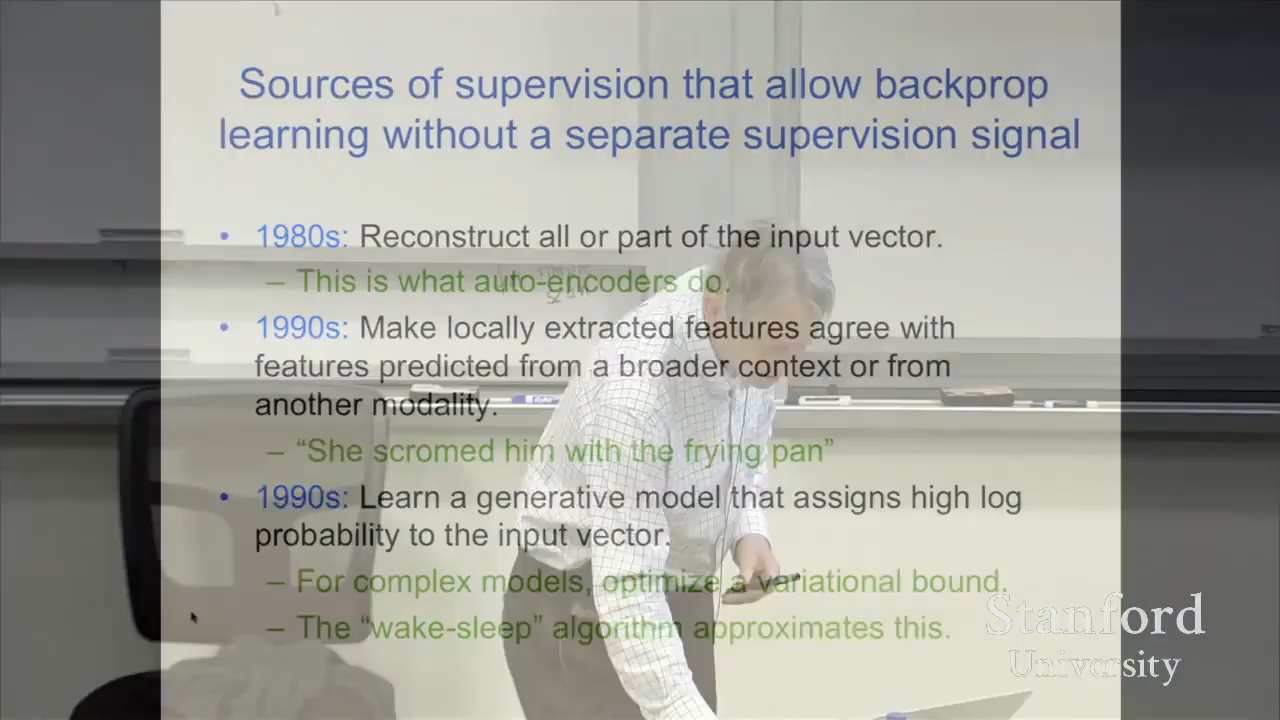 Sources of supervision that allow backprop
learning without a separate supervision signal
• 1980s: Reconstruct all or part of the input vector.
– This is what auto-encoders do.
• 1990s: Make locally extracted features agree with
features predicted from a broader context or from
another modality.
– “She scromed him with the frying pan”
• 1990s: Learn a generative model that assigns high log
probability to the input vector.
– For complex models, optimize a variational bound.
– The “wake-sleep” algorithm approximates this.
Stanford
University